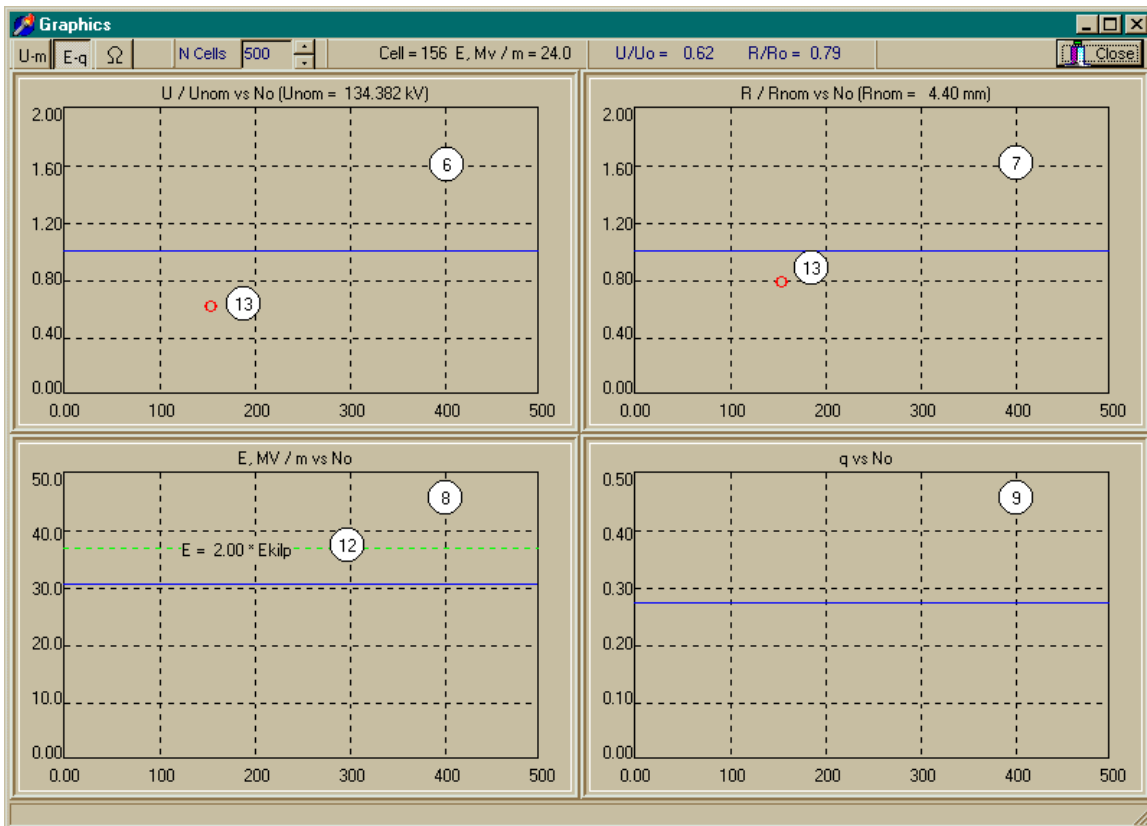 Graphics
U-m E-q Ω N Cells 500 Cell = 156 E, Mv / m = 24.0 U/Uo = 0.62 R/Ro = 0.79 Close
U / Unom vs No (Unom = 134.382 kV)
2.00
1.60
1.20
0.80
0.40
0.00
0.00 100 200 300 400 500
6
13
R / Rnom vs No (Rnom = 4.40 mm)
2.00
1.60
1.20
0.80
0.40
0.00
0.00 100 200 300 400 500
7
13
E, MV / m vs No
50.0
40.0
30.0
20.0
10.0
0.00
0.00 100 200 300 400 500
8
E = 2.00 * Ekilp
12
q vs No
0.50
0.40
0.30
0.20
0.10
0.00
0.00 100 200 300 400 500
9